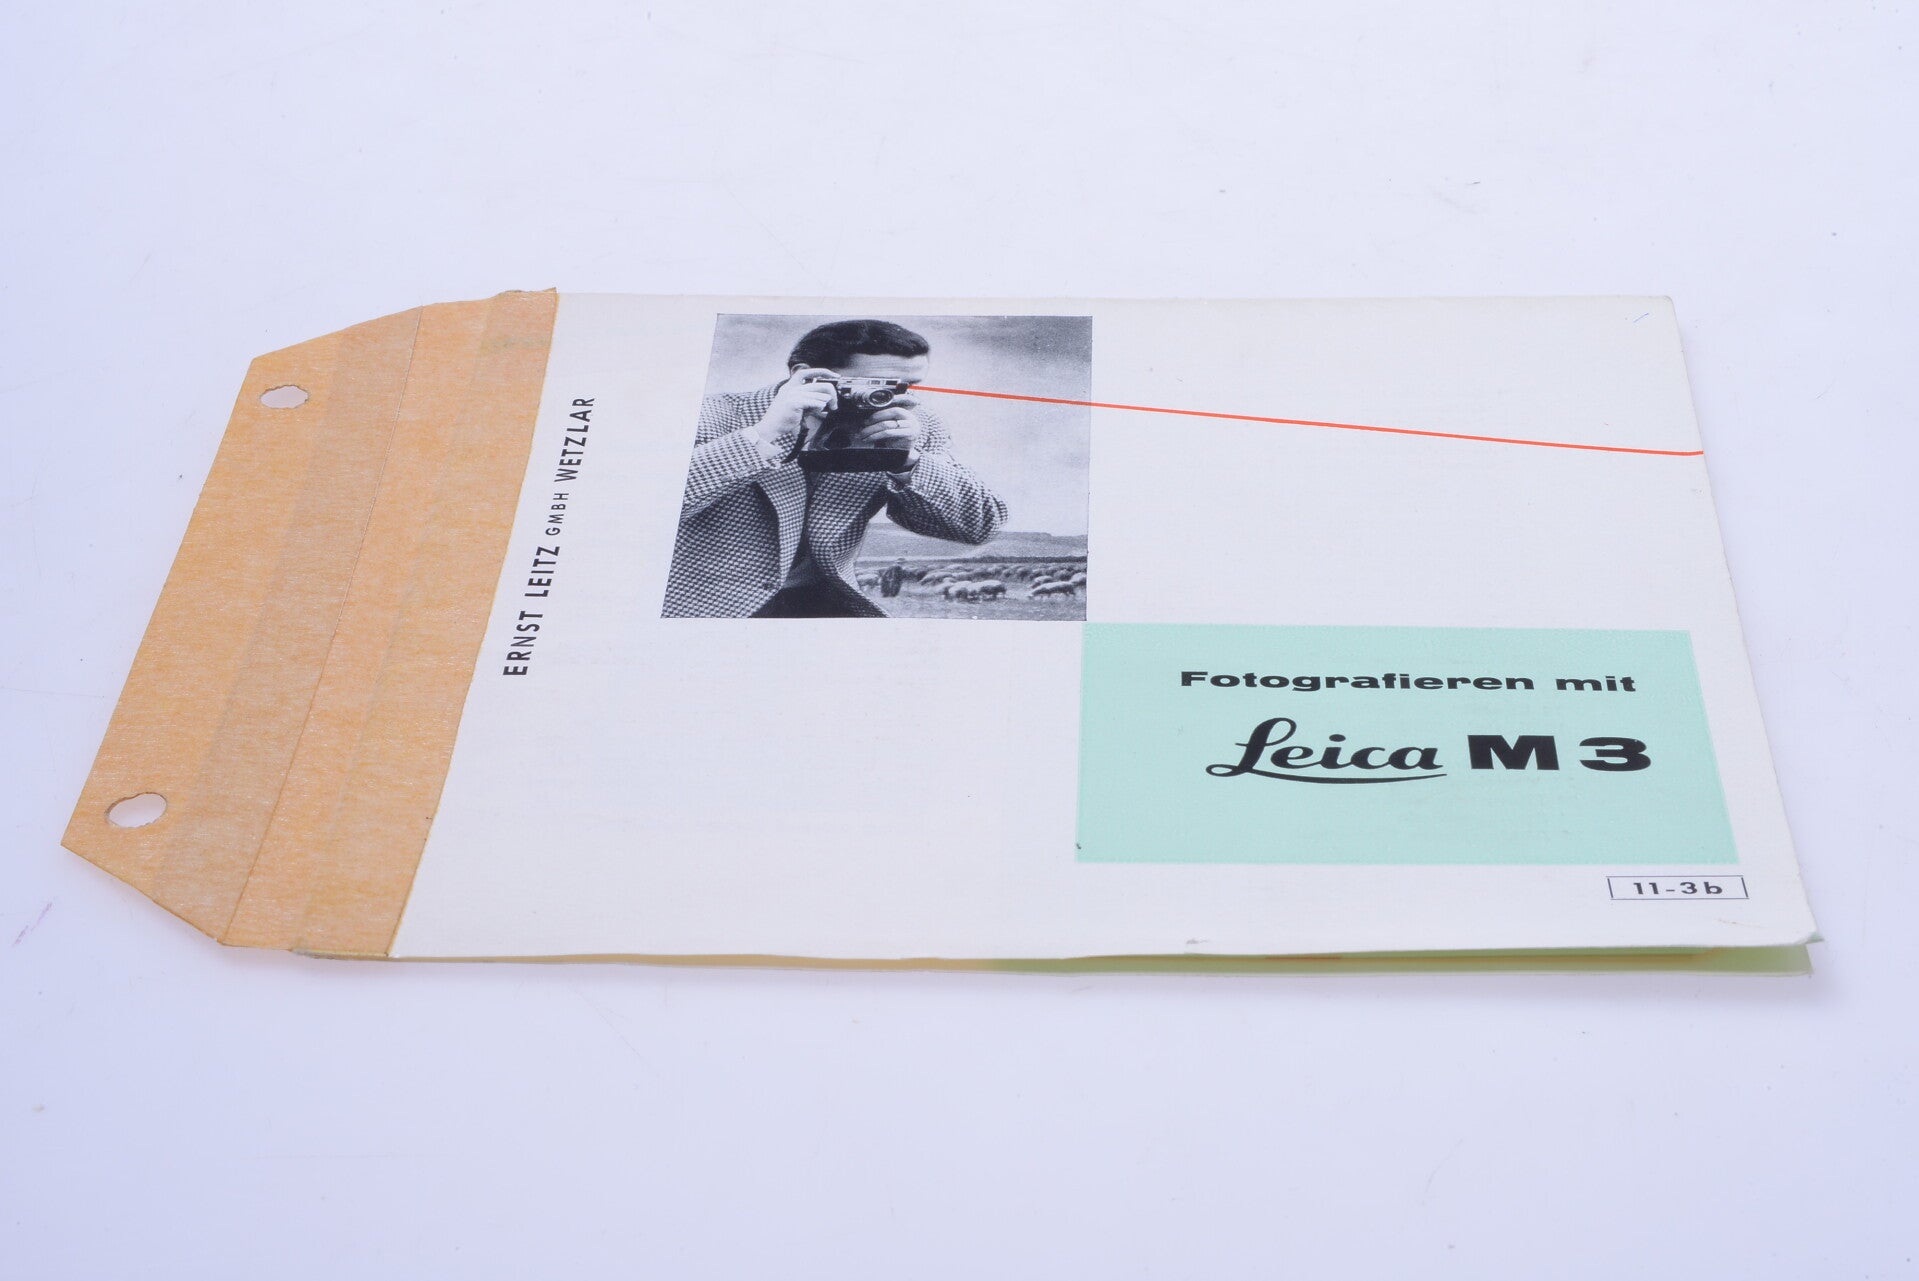 ERNST LEITZ GMBH WETZLAR
Fotografieren mit
Leica M3
11-3b